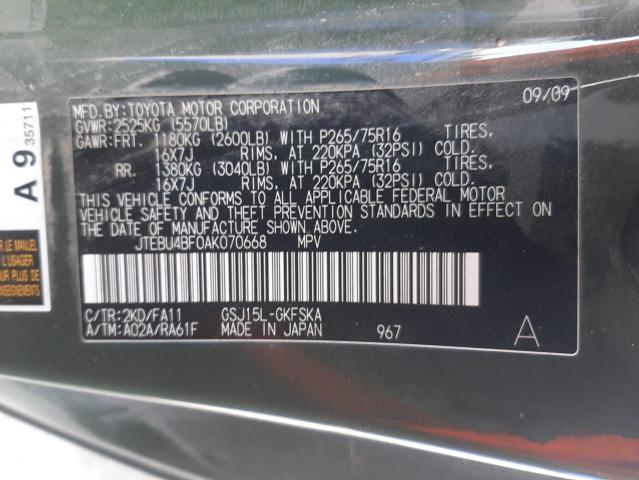 MFD.BY:TOYOTA MOTOR CORPORATION 09/09
GVWR:2525KG (5570LB)
GAWR:FRT. 1180KG (2600LB) WITH P265/75R16 TIRES,
16X7J RIMS, AT 220KPA (32PSI) COLD.
RR. 1380KG (3040LB) WITH P265/75R16 TIRES,
16X7J RIMS, AT 220KPA (32PSI) COLD.
THIS VEHICLE CONFORMS TO ALL APPLICABLE FEDERAL MOTOR
VEHICLE SAFETY AND THEFT PREVENTION STANDARDS IN EFFECT ON
THE DATE OF MANUFACTURE SHOWN ABOVE.
JTEBU4BF0AK070668 MPV
C/TR:2KD/FA11 GSJ15L-GKFSKA
A/TM:A02A/RA61F MADE IN JAPAN 967 A
A 9 35711
R LE MANUEL
L'USAGER
POUR DE
NSEIGNEMENTS